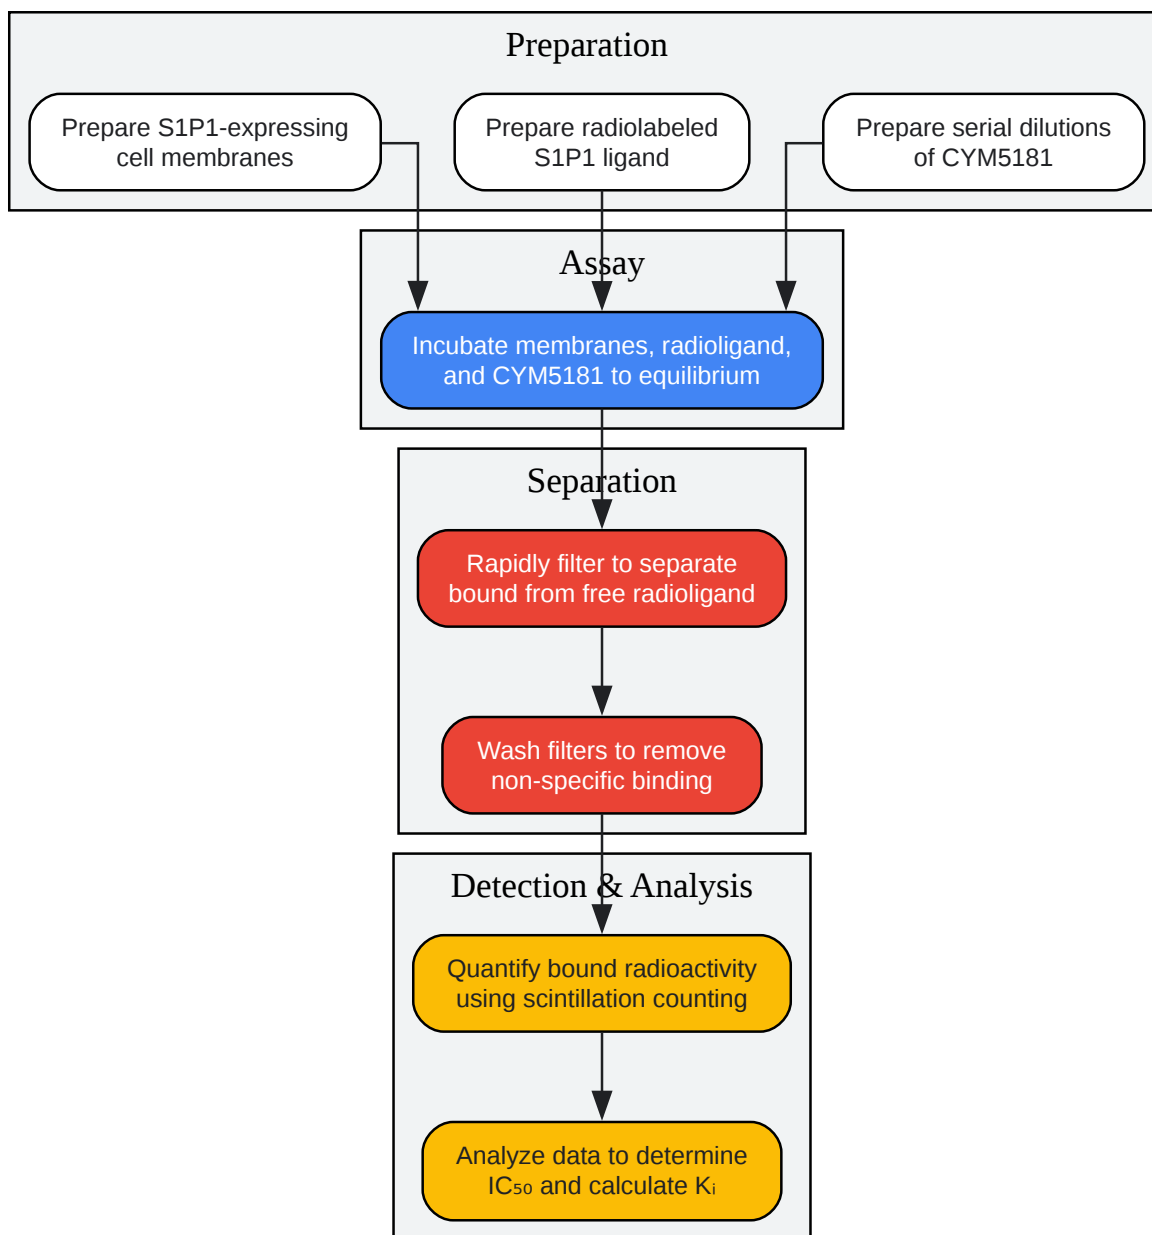 Preparation
Prepare S1P1-expressing
cell membranes
Prepare radiolabeled
S1P1 ligand
Prepare serial dilutions
of CYM5181
Assay
Incubate membranes, radioligand,
and CYM5181 to equilibrium
Separation
Rapidly filter to separate
bound from free radioligand
Wash filters to remove
non-specific binding
Detection & Analysis
Quantify bound radioactivity
using scintillation counting
Analyze data to determine
IC₅₀ and calculate Kᵢ